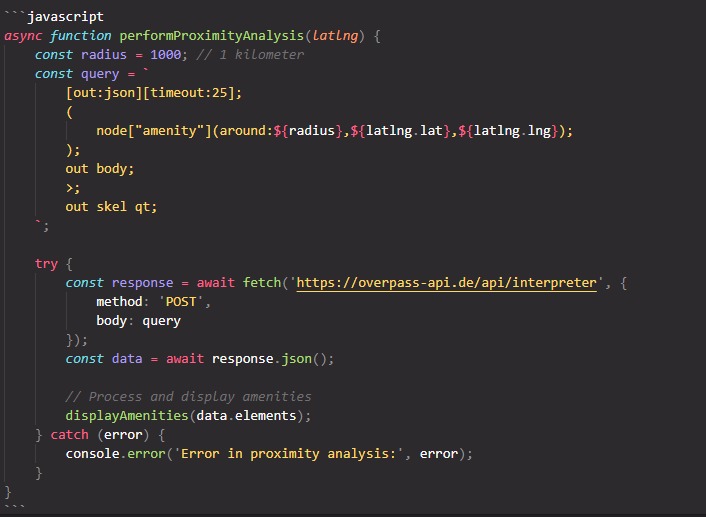 ```javascript
async function performProximityAnalysis(latlng) {
    const radius = 1000; // 1 kilometer
    const query = `
        [out:json][timeout:25];
        (
            node["amenity"](around:${radius},${latlng.lat},${latlng.lng});
        );
        out body;
        >;
        out skel qt;
    `;

    try {
        const response = await fetch('https://overpass-api.de/api/interpreter', {
            method: 'POST',
            body: query
        });
        const data = await response.json();

        // Process and display amenities
        displayAmenities(data.elements);
    } catch (error) {
        console.error('Error in proximity analysis:', error);
    }
}
```